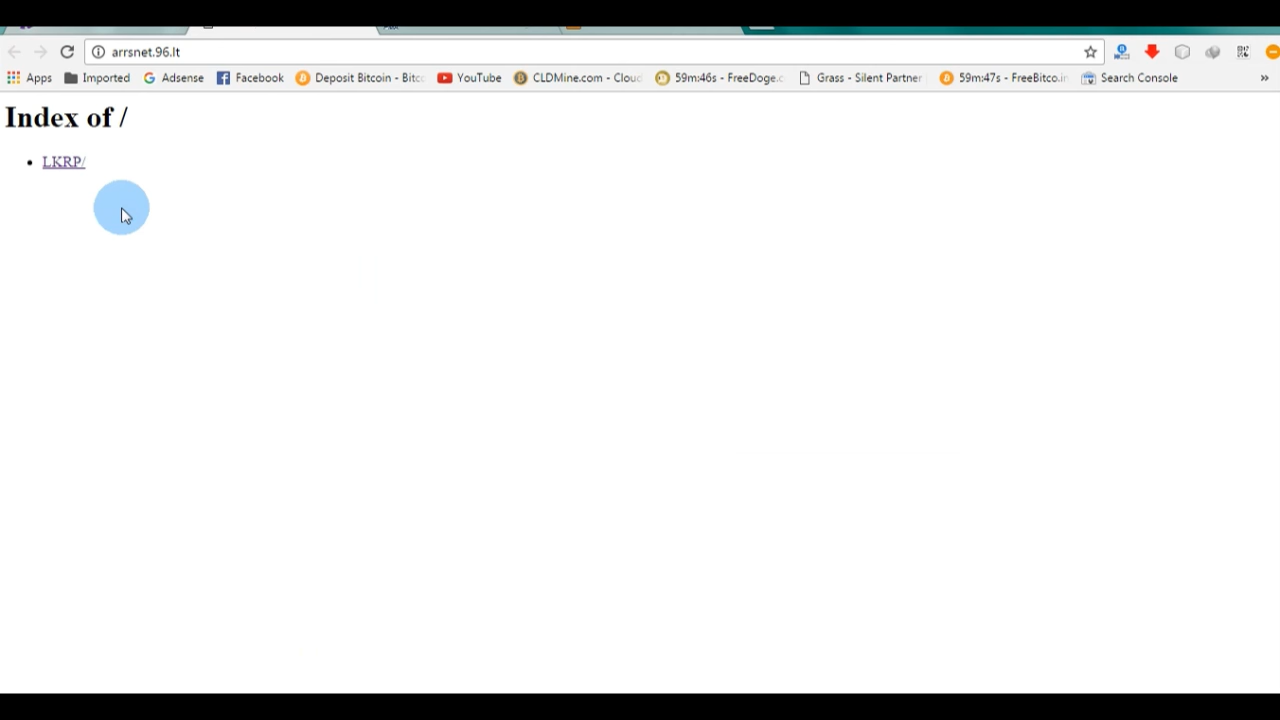 arrsnet.96.lt
Apps Imported Adsense Facebook Deposit Bitcoin - Bitc YouTube CLDMine.com - Clou 59m:46s - FreeDoge.c Grass - Silent Partner 59m:47s - FreeBitco.in Search Console »
Index of /
• LKRP/